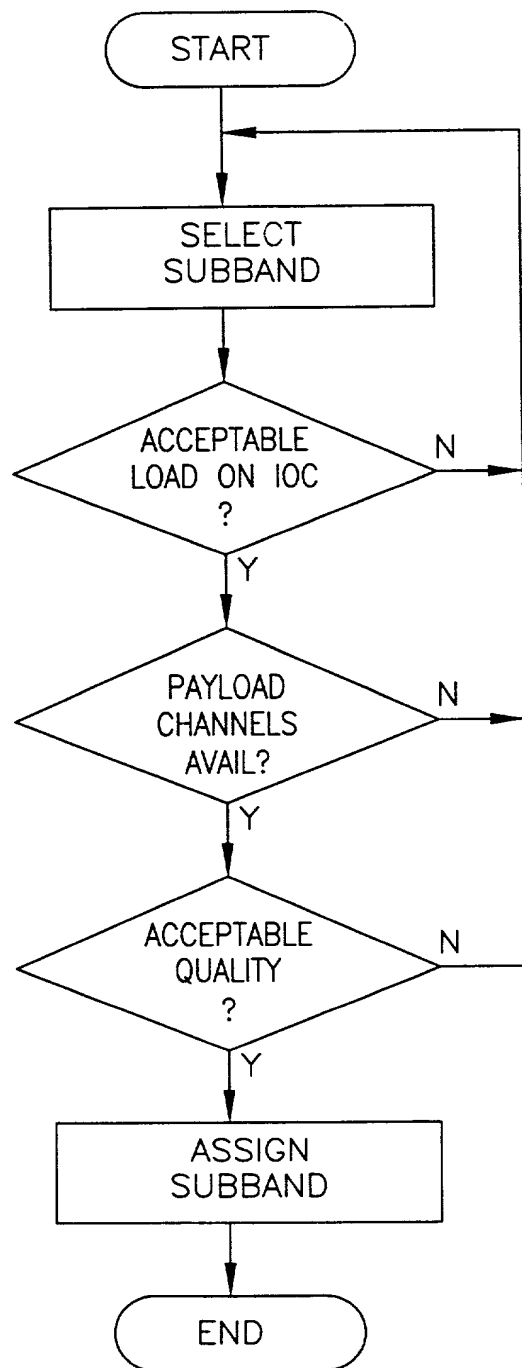 START
SELECT
SUBBAND
ACCEPTABLE
LOAD ON IOC
?
N
Y
PAYLOAD
CHANNELS
AVAIL?
N
Y
ACCEPTABLE
QUALITY
?
N
Y
ASSIGN
SUBBAND
END